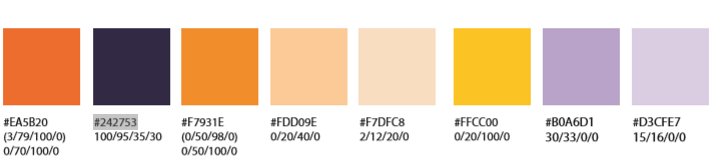 #EA5B20
(3/79/100/0)
0/70/100/0
#242753
100/95/35/30
#F7931E
(0/50/98/0)
0/50/100/0
#FDD09E
0/20/40/0
#F7DFC8
2/12/20/0
#FFCC00
0/20/100/0
#B0A6D1
30/33/0/0
#D3CFE7
15/16/0/0